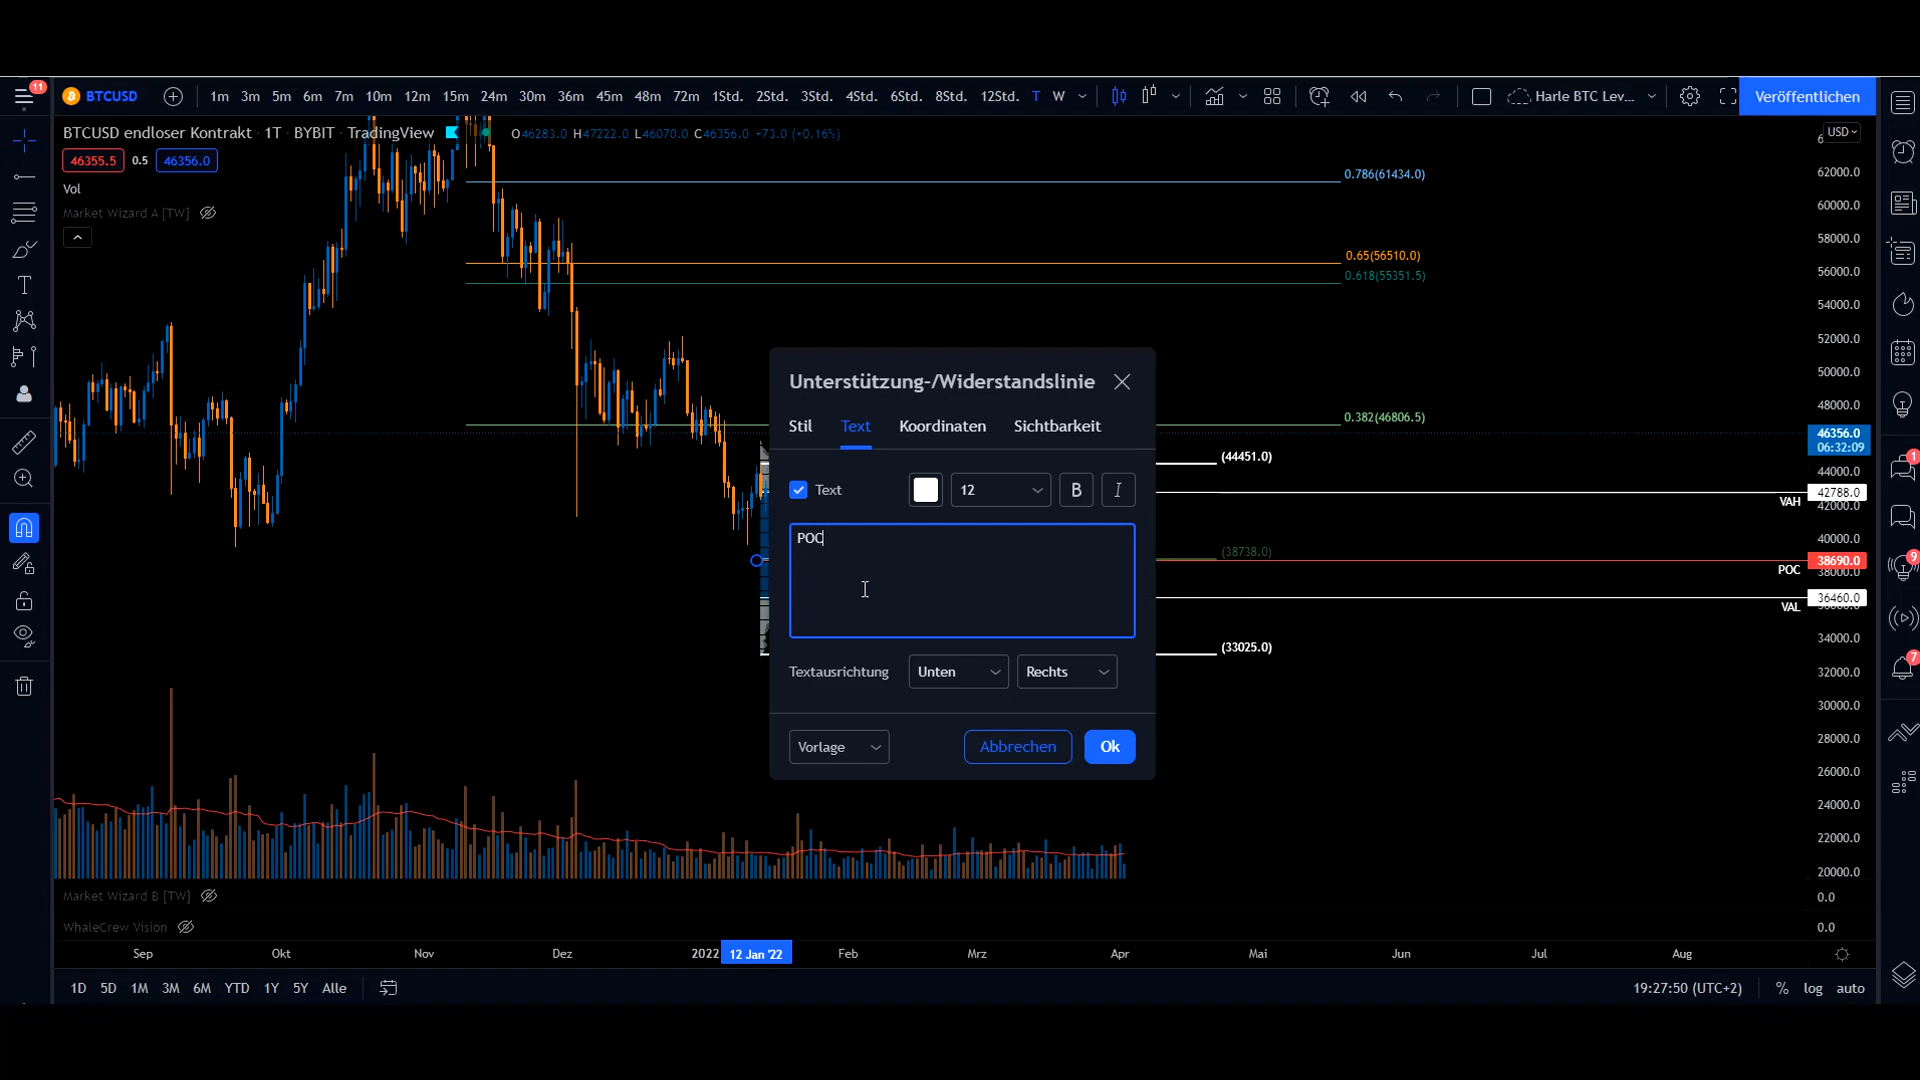 11
BTCUSD 1m 3m 5m 6m 7m 10m 12m 15m 24m 30m 36m 45m 48m 72m 1Std. 2Std. 3Std. 4Std. 6Std. 8Std. 12Std. T W Harle BTC Lev... Veröffentlichen
BTCUSD endloser Kontrakt · 1T · BYBIT · TradingView O46283.0 H47222.0 L46070.0 C46356.0 +73.0 (+0.16%) USD
46355.5 0.5 46356.0
Vol
Market Wizard A [TW]
0.786(61434.0)
0.65(56510.0)
0.618(55351.5)
0.382(46806.5)
(44451.0)
VAH
(38738.0)
POC
VAL
(33025.0)
62000.0
60000.0
58000.0
56000.0
54000.0
52000.0
50000.0
48000.0
46356.0
06:32:09
44000.0
42788.0
42000.0
40000.0
38690.0
38000.0
36460.0
34000.0
32000.0
30000.0
28000.0
26000.0
24000.0
22000.0
20000.0
0.0
0.0
Unterstützung-/Widerstandslinie
Stil Text Koordinaten Sichtbarkeit
Text 12 B I
POC
Textausrichtung Unten Rechts
Vorlage Abbrechen Ok
Market Wizard B [TW]
WhaleCrew Vision
Sep Okt Nov Dez 2022 12 Jan '22 Feb Mrz Apr Mai Jun Jul Aug
1D 5D 1M 3M 6M YTD 1Y 5Y Alle 19:27:50 (UTC+2) % log auto
1
9
7